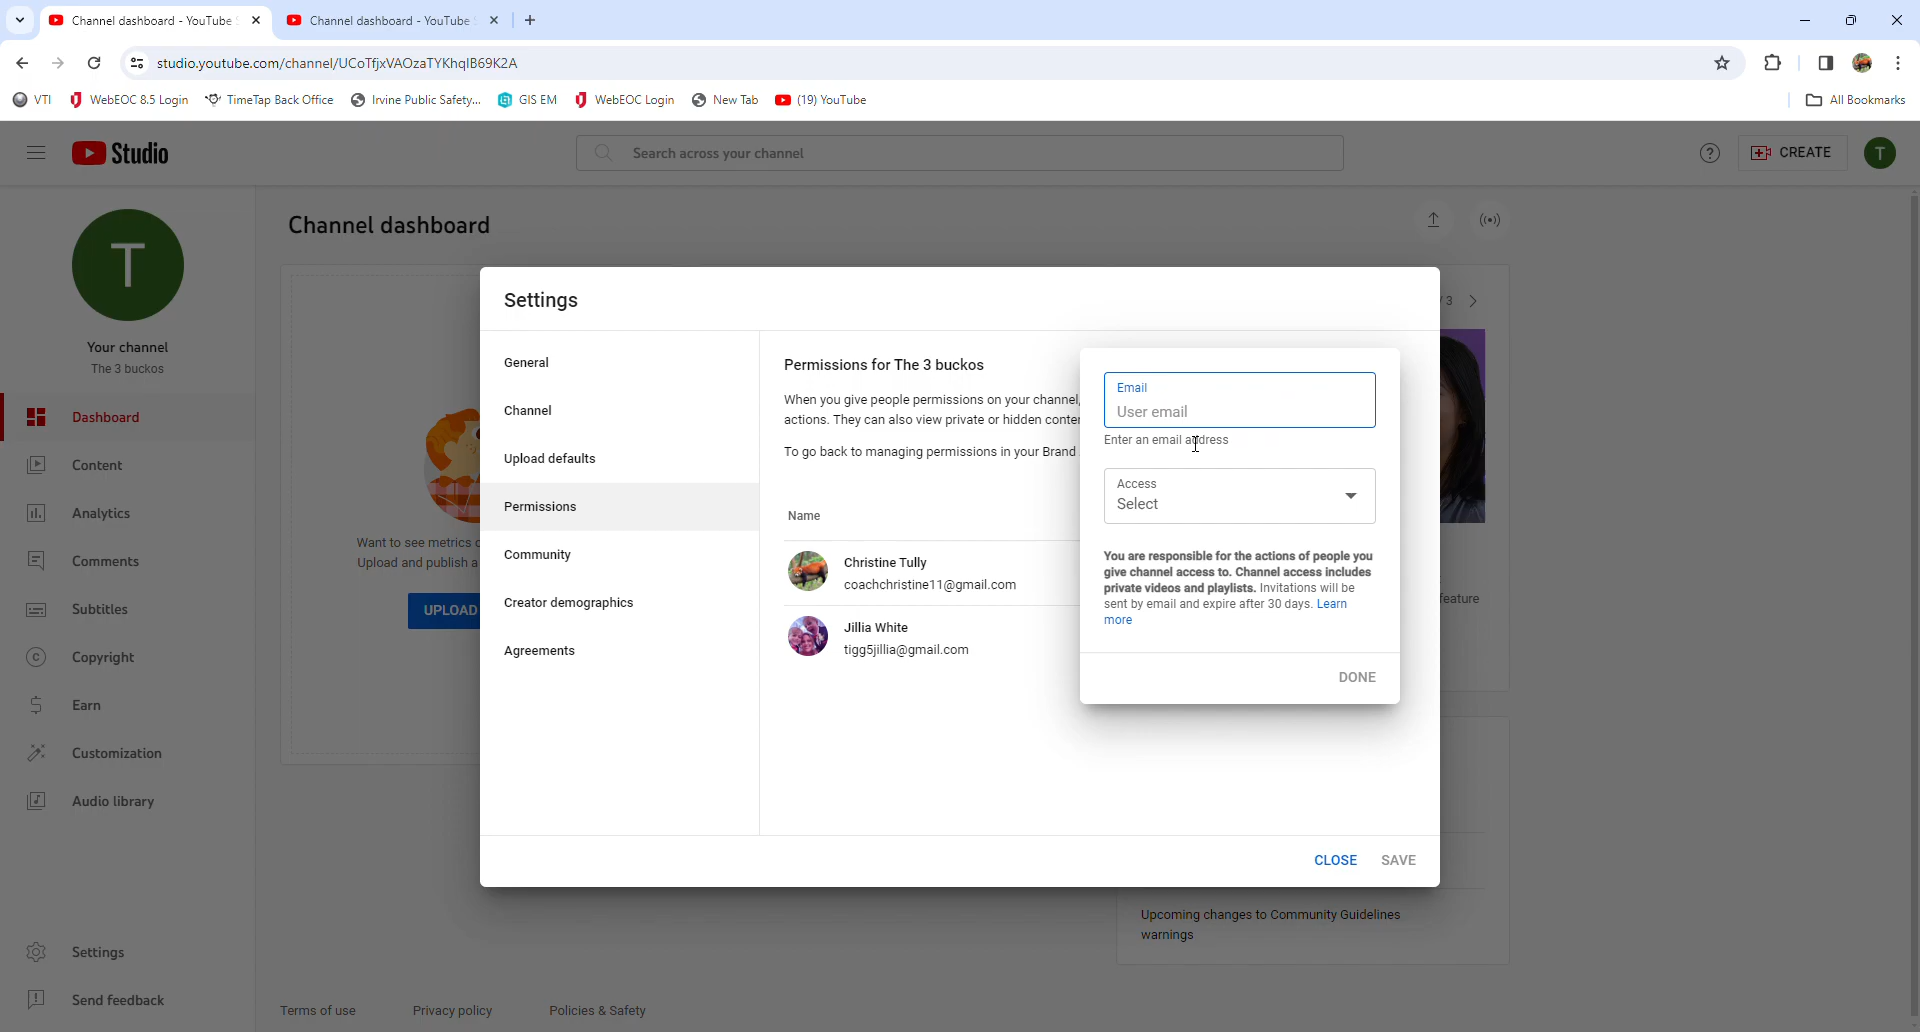 Channel dashboard - YouTube
Channel dashboard - YouTube
studio.youtube.com/channel/UCoTfjxVAOzaTYKhqIB69K2A
VTI
WebEOC 8.5 Login
TimeTap Back Office
Irvine Public Safety...
GIS EM
WebEOC Login
New Tab
(19) YouTube
All Bookmarks
Studio
Search across your channel
CREATE
T
T
Your channel
The 3 buckos
Dashboard
Content
Analytics
Comments
Subtitles
Copyright
Earn
Customization
Audio library
Settings
Send feedback
Channel dashboard
Want to see metrics
Upload and publish a
UPLOAD
/ 3
feature
Upcoming changes to Community Guidelines
warnings
Terms of use
Privacy policy
Policies & Safety
Settings
General
Channel
Upload defaults
Permissions
Community
Creator demographics
Agreements
Permissions for The 3 buckos
When you give people permissions on your channel,
actions. They can also view private or hidden
To go back to managing permissions in your Brand
Name
Christine Tully
coachchristine11@gmail.com
Jillia White
tigg5jillia@gmail.com
Email
User email
Enter an email address
Access
Select
You are responsible for the actions of people you
give channel access to. Channel access includes
private videos and playlists. Invitations will be
sent by email and expire after 30 days. Learn
more
DONE
CLOSE
SAVE